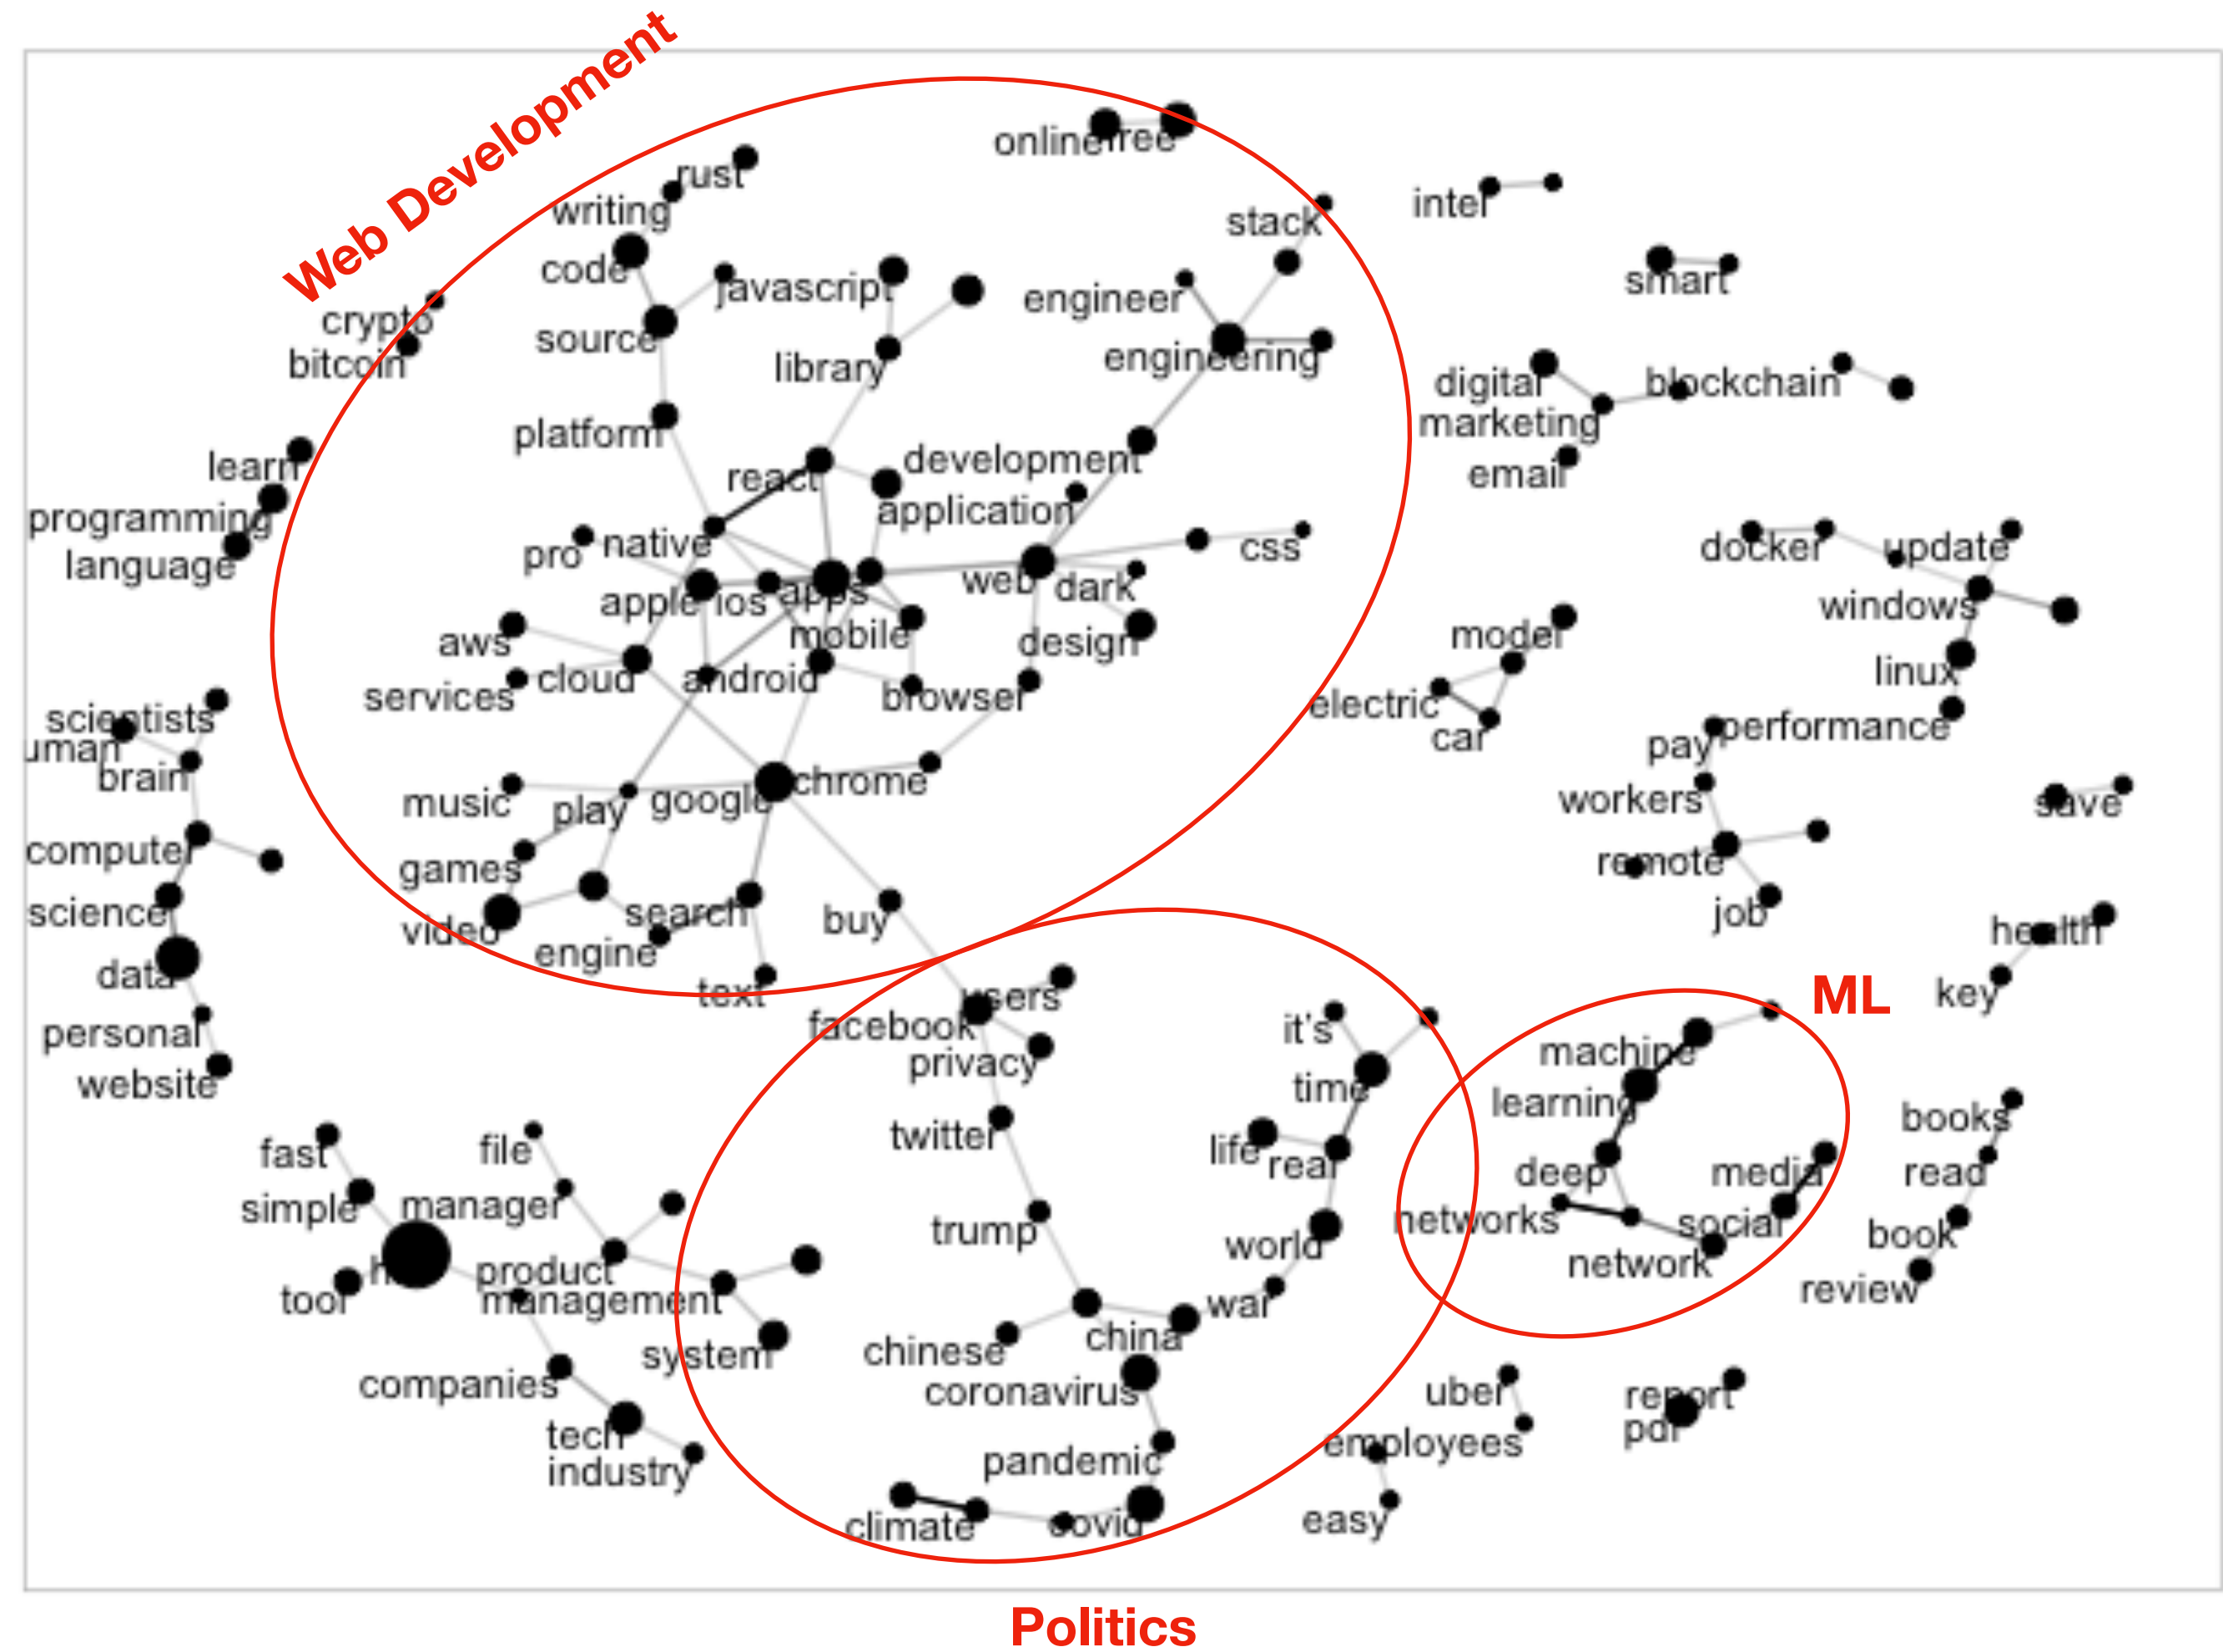 Web Development
online
free
rust
writing
code
stack
intel
javascript
engineer
smart
crypto
source
bitcoin
library
engineering
digital
blockchain
marketing
platform
learn
development
react
email
application
programming
language
pro
native
css
docker
update
apple
ios
apps
web
dark
windows
aws
mobile
design
model
services
cloud
android
browser
linux
scientists
uman
brain
electric
car
pay
performance
music
play
google
chrome
workers
save
computer
games
remote
science
video
search
buy
job
engine
health
data
text
users
key
ML
personal
facebook
it's
privacy
machine
website
time
learning
books
fast
file
twitter
life
real
deep
media
read
simple
manager
trump
networks
social
world
book
product
network
tool
management
war
review
system
chinese
china
companies
coronavirus
uber
report
tech
pdf
employees
industry
pandemic
climate
covid
easy
Politics